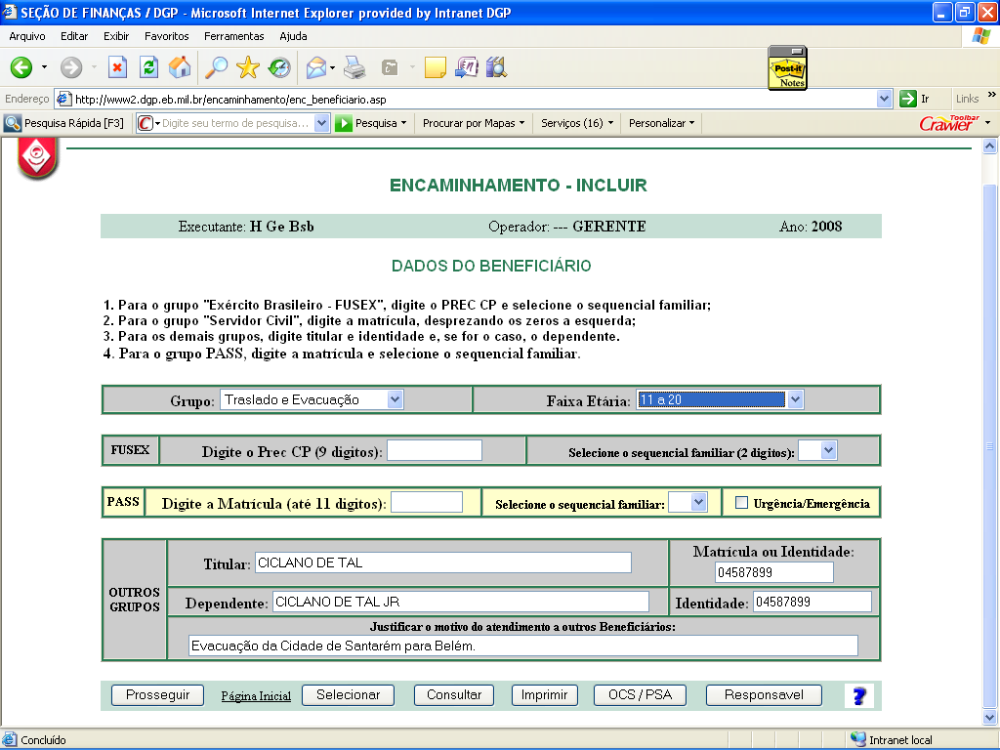 SEÇÃO DE FINANÇAS / DGP - Microsoft Internet Explorer provided by Intranet DGP
Arquivo Editar Exibir Favoritos Ferramentas Ajuda
Post-it
Notes
Endereço http://www2.dgp.eb.mil.br/encaminhamento/enc_beneficiario.asp Ir Links »
Pesquisa Rápida [F3] Digite seu termo de pesquisa... Pesquisa Procurar por Mapas Serviços (16) Personalizar Crawler Toolbar
ENCAMINHAMENTO - INCLUIR
Executante: H Ge Bsb Operador: --- GERENTE Ano: 2008
DADOS DO BENEFICIÁRIO
1. Para o grupo "Exército Brasileiro - FUSEX", digite o PREC CP e selecione o sequencial familiar;
2. Para o grupo "Servidor Civil", digite a matrícula, desprezando os zeros a esquerda;
3. Para os demais grupos, digite titular e identidade e, se for o caso, o dependente.
4. Para o grupo PASS, digite a matrícula e selecione o sequencial familiar.
Grupo: Traslado e Evacuação Faixa Etária: 11 a 20
FUSEX Digite o Prec CP (9 digitos): Selecione o sequencial familiar (2 digitos):
PASS Digite a Matrícula (até 11 digitos): Selecione o sequencial familiar: Urgência/Emergência
OUTROS GRUPOS
Titular: CICLANO DE TAL Matrícula ou Identidade: 04587899
Dependente: CICLANO DE TAL JR Identidade: 04587899
Justificar o motivo do atendimento a outros Beneficiários:
Evacuação da Cidade de Santarém para Belém.
Prosseguir Página Inicial Selecionar Consultar Imprimir OCS / PSA Responsavel ?
Concluído Intranet local